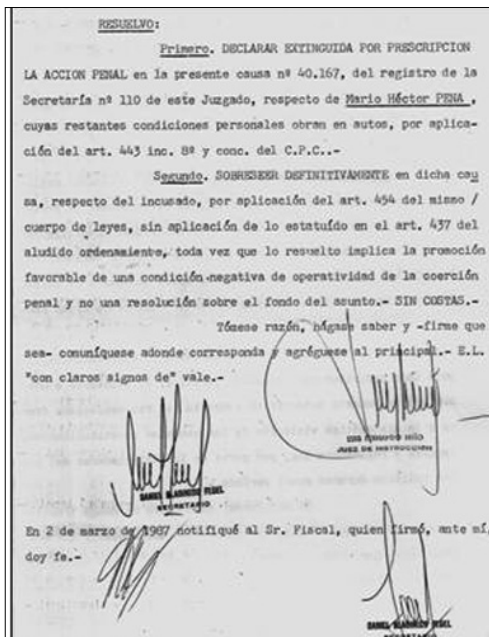 RESUELVO:
Primero. DECLARAR EXTINGUIDA POR PRESCRIPCION
LA ACCION PENAL en la presente causa nº 40.167, del registro de la
Secretaría nº 110 de este Juzgado, respecto de Mario Héctor PENA ,
cuyas restantes condiciones personales obran en autos, por aplica-
ción del art. 443 inc. 8º y conc. del C.P.C..-
Segundo. SOBRESEER DEFINITIVAMENTE en dicha cau
sa, respecto del incusado, por aplicación del art. 454 del mismo /
cuerpo de leyes, sin aplicación de lo estatuído en el art. 437 del
aludido ordenamiento, toda vez que lo resuelto implica la promoción
favorable de una condición negativa de operatividad de la coerción
penal y no una resolución sobre el fondo del asunto.- SIN COSTAS.-
Tómese razón, hágase saber y -firme que
sea- comuníquese adonde corresponda y agréguese al principal.- E.L.
"con claros signos de" vale.-
LUIS EDUARDO NIÑO
JUEZ DE INSTRUCCION
DANIEL FEDEL
SECRETARIO
En 2 de marzo de 1987 notifiqué al Sr. Fiscal, quien firmó, ante mí,
doy fe.-
DANIEL FEDEL
SECRETARIO